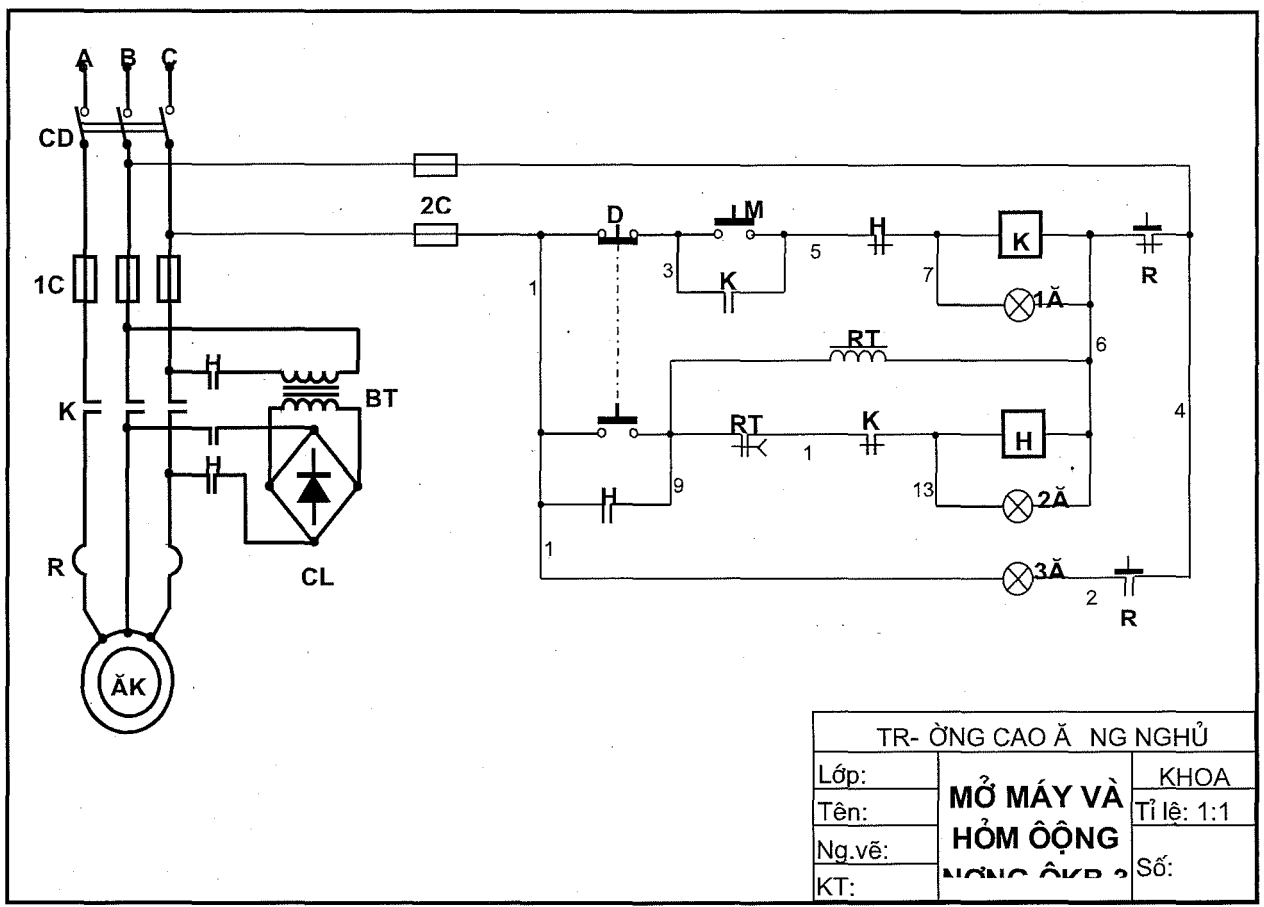 A B C
CD
2C
D
M
H
K
R
1C
1
3
K
5
7
1Ă
H
RT
6
K
BT
4
RT
K
1
H
H
9
H
13
2Ă
1
R
CL
3Ă
2
R
ĂK
TR- ỜNG CAO Ă NG NGHỦ
Lớp:
MỞ MÁY VÀ
KHOA
Tên:
Tỉ lệ: 1:1
HỎM ÔỘNG
Ng.vẽ:
Số:
KT: